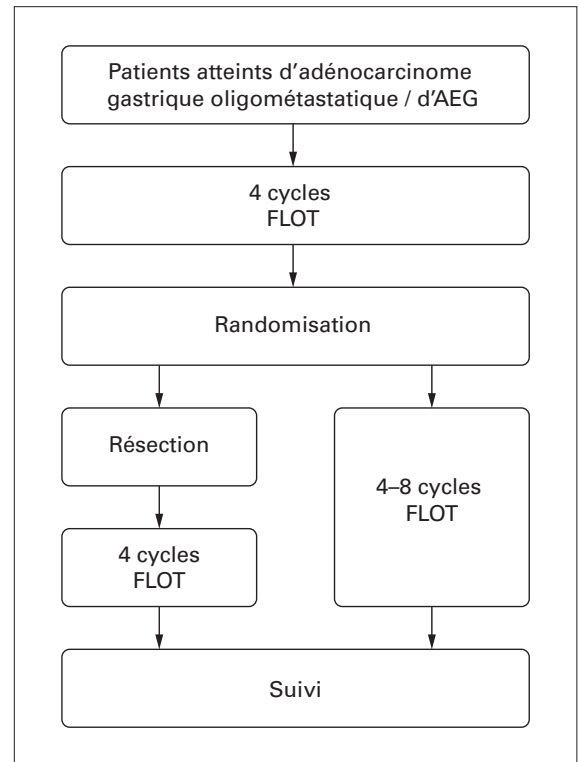 Patients atteints d'adénocarcinome
gastrique oligométastatique / d'AEG
4 cycles
FLOT
Randomisation
Résection
4 cycles
FLOT
4–8 cycles
FLOT
Suivi